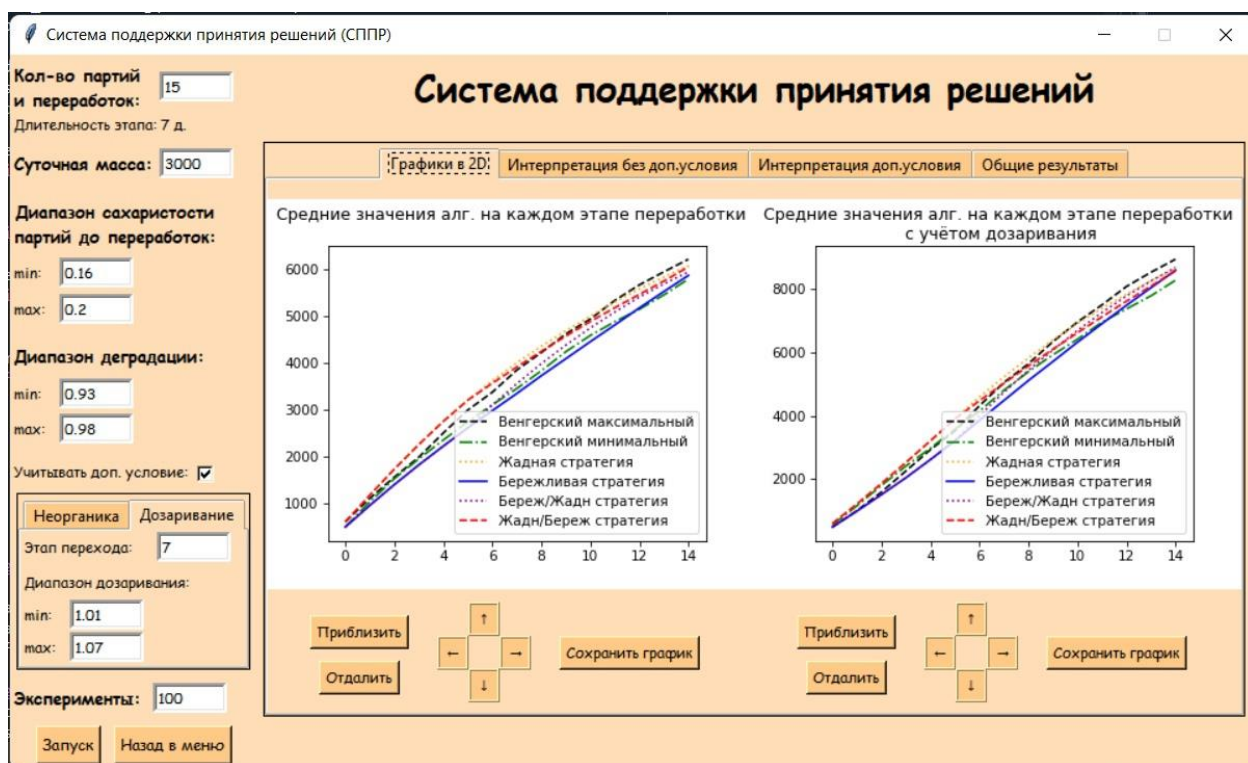 Система поддержки принятия решений (СППР)
Система поддержки принятия решений
Кол-во партий
и переработок:
15
Длительность этапа: 7 д.
Суточная масса: 3000
Диапазон сахаристости
партий до переработок:
min: 0.16
max: 0.2
Диапазон деградации:
min: 0.93
max: 0.98
Учитывать доп. условие:
Неорганика Дозаривание
Этап перехода: 7
Диапазон дозаривания:
min: 1.01
max: 1.07
Эксперименты: 100
Запуск Назад в меню
Графики в 2D Интерпретация без доп.условия Интерпретация доп.условия Общие результаты
Средние значения алг. на каждом этапе переработки
6000
5000
4000
3000
2000
1000
0 2 4 6 8 10 12 14
Венгерский максимальный
Венгерский минимальный
Жадная стратегия
Бережливая стратегия
Береж/Жадн стратегия
Жадн/Береж стратегия
Средние значения алг. на каждом этапе переработки
с учётом дозаривания
8000
6000
4000
2000
0 2 4 6 8 10 12 14
Венгерский максимальный
Венгерский минимальный
Жадная стратегия
Бережливая стратегия
Береж/Жадн стратегия
Жадн/Береж стратегия
Приблизить
Отдалить
↑
← →
↓
Сохранить график
Приблизить
Отдалить
↑
← →
↓
Сохранить график